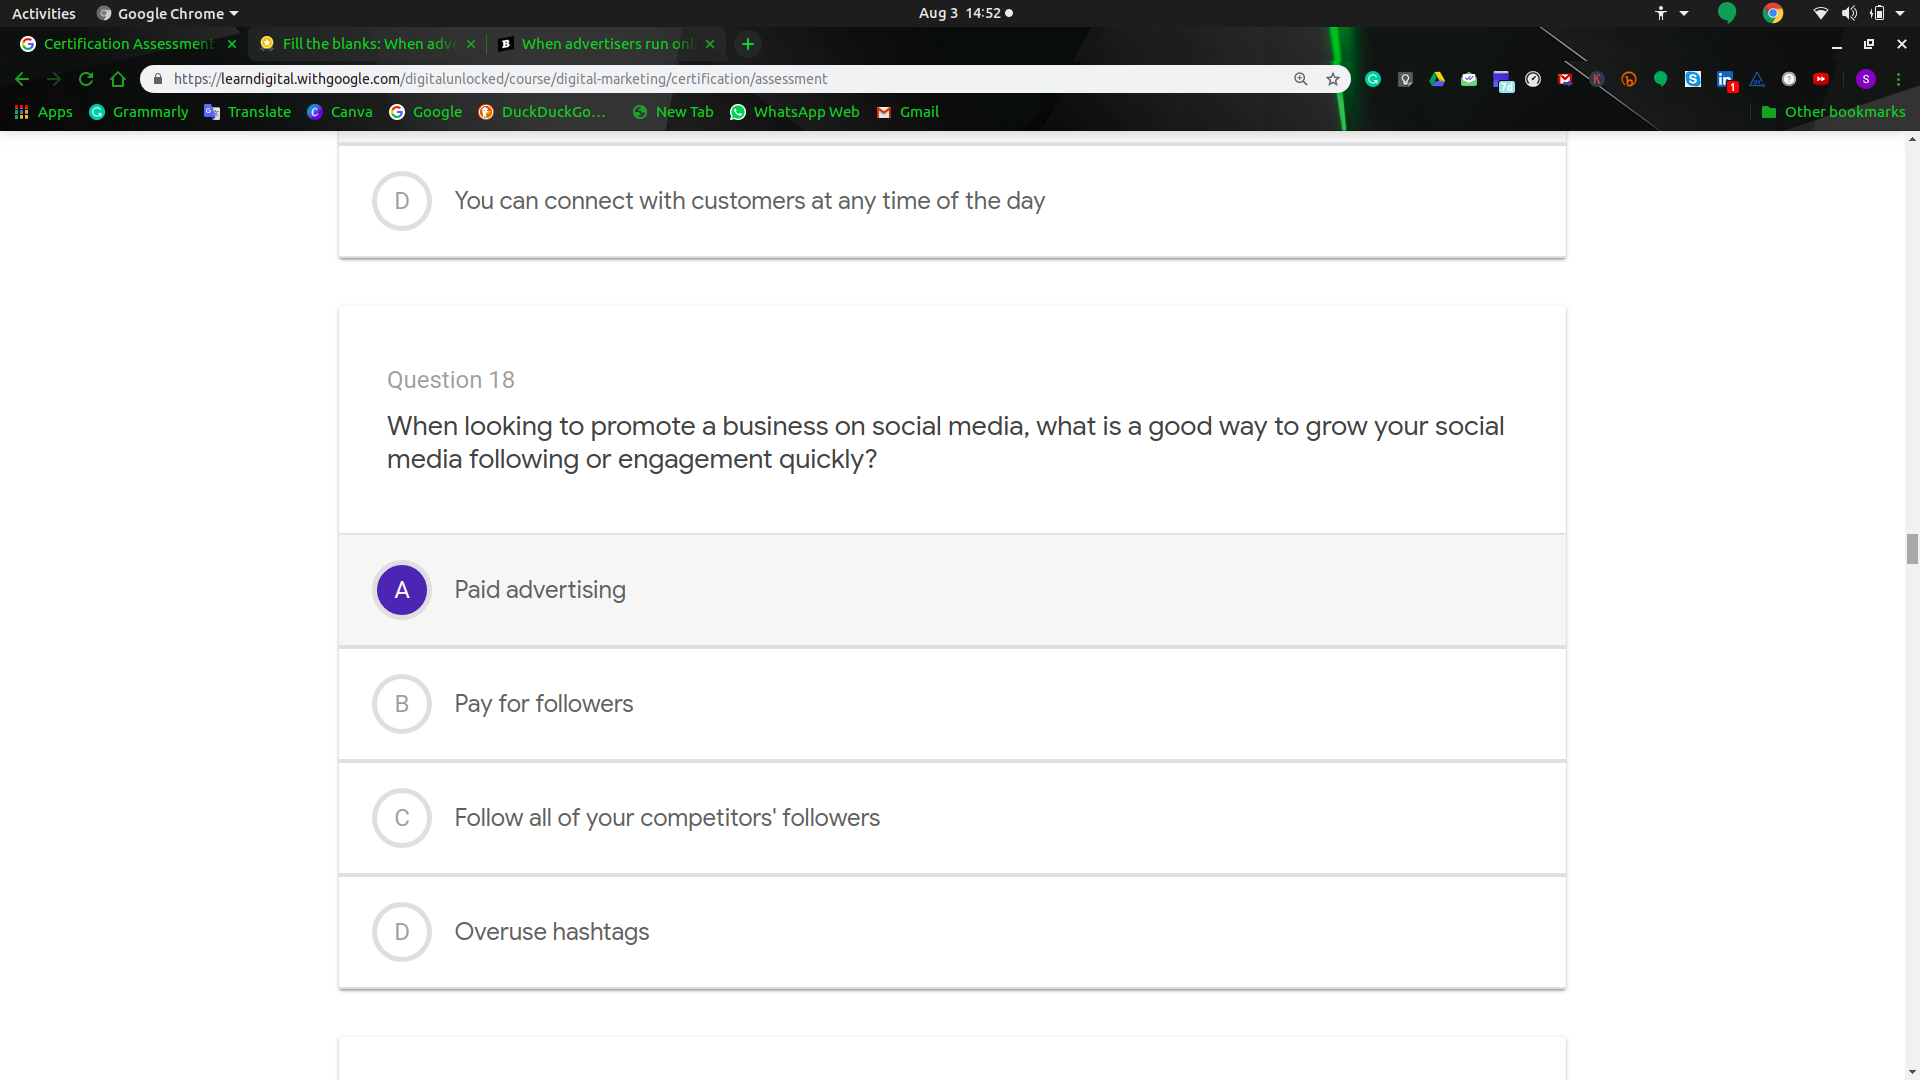 Activities Google Chrome Aug 3 14:52
Certification Assessment Fill the blanks: When adve When advertisers run onl
https://learndigital.withgoogle.com/digitalunlocked/course/digital-marketing/certification/assessment 7d 1 S
Apps Grammarly Translate Canva Google DuckDuckGo... New Tab WhatsApp Web Gmail Other bookmarks
D You can connect with customers at any time of the day
Question 18
When looking to promote a business on social media, what is a good way to grow your social
media following or engagement quickly?
A Paid advertising
B Pay for followers
C Follow all of your competitors' followers
D Overuse hashtags